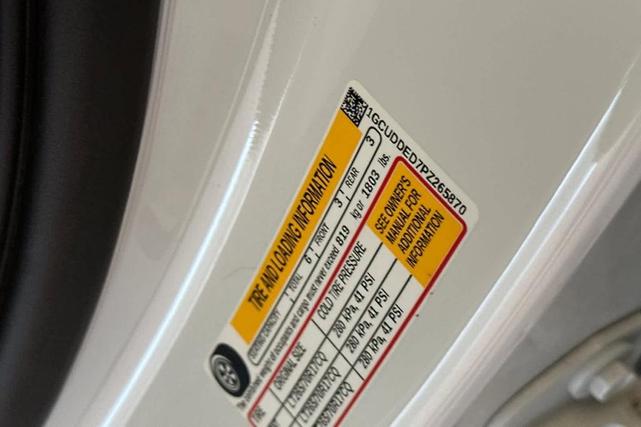 1GCUDDED7PZ265870
TIRE AND LOADING INFORMATION
SEATING CAPACITY TOTAL 6 FRONT 3 REAR 3
The combined weight of occupants and cargo must never exceed 819 kg or 1803 lbs.
TIRE ORIGINAL SIZE COLD TIRE PRESSURE
SEE OWNER'S
MANUAL FOR
ADDITIONAL
INFORMATION
280 kPa, 41 PSI
280 kPa, 41 PSI
280 kPa, 41 PSI